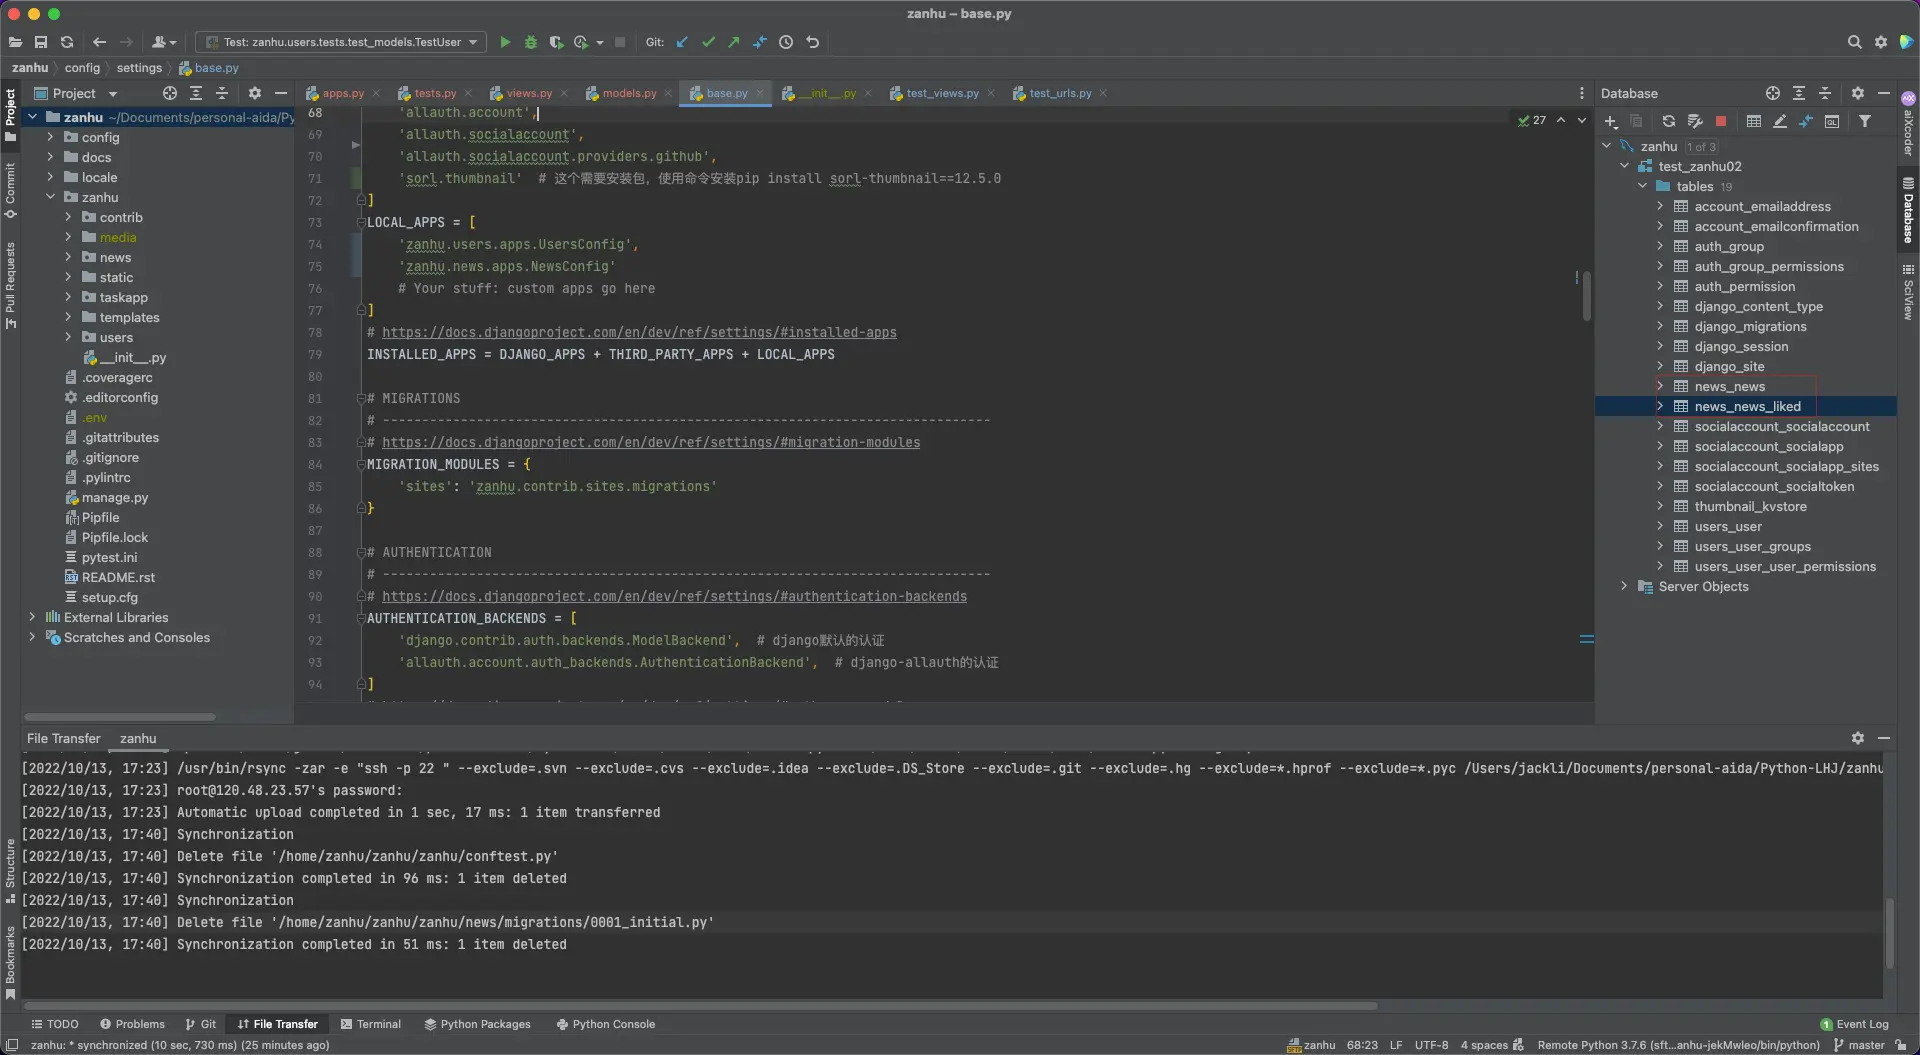 zanhu – base.py
Test: zanhu.users.tests.test_models.TestUser
Git:
zanhu
config
settings
base.py
Project
apps.py
tests.py
views.py
models.py
base.py
__init__.py
test_views.py
test_urls.py
Database
Project
Commit
Pull Requests
Structure
Bookmarks
zanhu ~/Documents/personal-aida/Py
config
docs
locale
zanhu
contrib
media
news
static
taskapp
templates
users
__init__.py
.coveragerc
.editorconfig
.env
.gitattributes
.gitignore
.pylintrc
manage.py
Pipfile
Pipfile.lock
pytest.ini
README.rst
setup.cfg
External Libraries
Scratches and Consoles
27
68 'allauth.account',
69 'allauth.socialaccount',
70 'allauth.socialaccount.providers.github',
71 'sorl.thumbnail' # 这个需要安装包，使用命令安装pip install sorl-thumbnail==12.5.0
72 ]
73 LOCAL_APPS = [
74 'zanhu.users.apps.UsersConfig',
75 'zanhu.news.apps.NewsConfig'
76 # Your stuff: custom apps go here
77 ]
78 # https://docs.djangoproject.com/en/dev/ref/settings/#installed-apps
79 INSTALLED_APPS = DJANGO_APPS + THIRD_PARTY_APPS + LOCAL_APPS
80
81 # MIGRATIONS
82 # ------------------------------------------------------------------------------
83 # https://docs.djangoproject.com/en/dev/ref/settings/#migration-modules
84 MIGRATION_MODULES = {
85 'sites': 'zanhu.contrib.sites.migrations'
86 }
87
88 # AUTHENTICATION
89 # ------------------------------------------------------------------------------
90 # https://docs.djangoproject.com/en/dev/ref/settings/#authentication-backends
91 AUTHENTICATION_BACKENDS = [
92 'django.contrib.auth.backends.ModelBackend', # django默认的认证
93 'allauth.account.auth_backends.AuthenticationBackend', # django-allauth的认证
94 ]
zanhu 1 of 3
test_zanhu02
tables 19
account_emailaddress
account_emailconfirmation
auth_group
auth_group_permissions
auth_permission
django_content_type
django_migrations
django_session
django_site
news_news
news_news_liked
socialaccount_socialaccount
socialaccount_socialapp
socialaccount_socialapp_sites
socialaccount_socialtoken
thumbnail_kvstore
users_user
users_user_groups
users_user_user_permissions
Server Objects
aiXcoder
Database
SciView
File Transfer
zanhu
[2022/10/13, 17:23] /usr/bin/rsync -zar -e "ssh -p 22 " --exclude=.svn --exclude=.cvs --exclude=.idea --exclude=.DS_Store --exclude=.git --exclude=.hg --exclude=*.hprof --exclude=*.pyc /Users/jackli/Documents/personal-aida/Python-LHJ/zanhu
[2022/10/13, 17:23] root@120.48.23.57's password:
[2022/10/13, 17:23] Automatic upload completed in 1 sec, 17 ms: 1 item transferred
[2022/10/13, 17:40] Synchronization
[2022/10/13, 17:40] Delete file '/home/zanhu/zanhu/zanhu/conftest.py'
[2022/10/13, 17:40] Synchronization completed in 96 ms: 1 item deleted
[2022/10/13, 17:40] Synchronization
[2022/10/13, 17:40] Delete file '/home/zanhu/zanhu/zanhu/news/migrations/0001_initial.py'
[2022/10/13, 17:40] Synchronization completed in 51 ms: 1 item deleted
TODO
Problems
Git
File Transfer
Terminal
Python Packages
Python Console
1 Event Log
zanhu: * synchronized (10 sec, 730 ms) (25 minutes ago)
zanhu
68:23
LF
UTF-8
4 spaces
Remote Python 3.7.6 (sft...anhu-jekMwleo/bin/python)
master